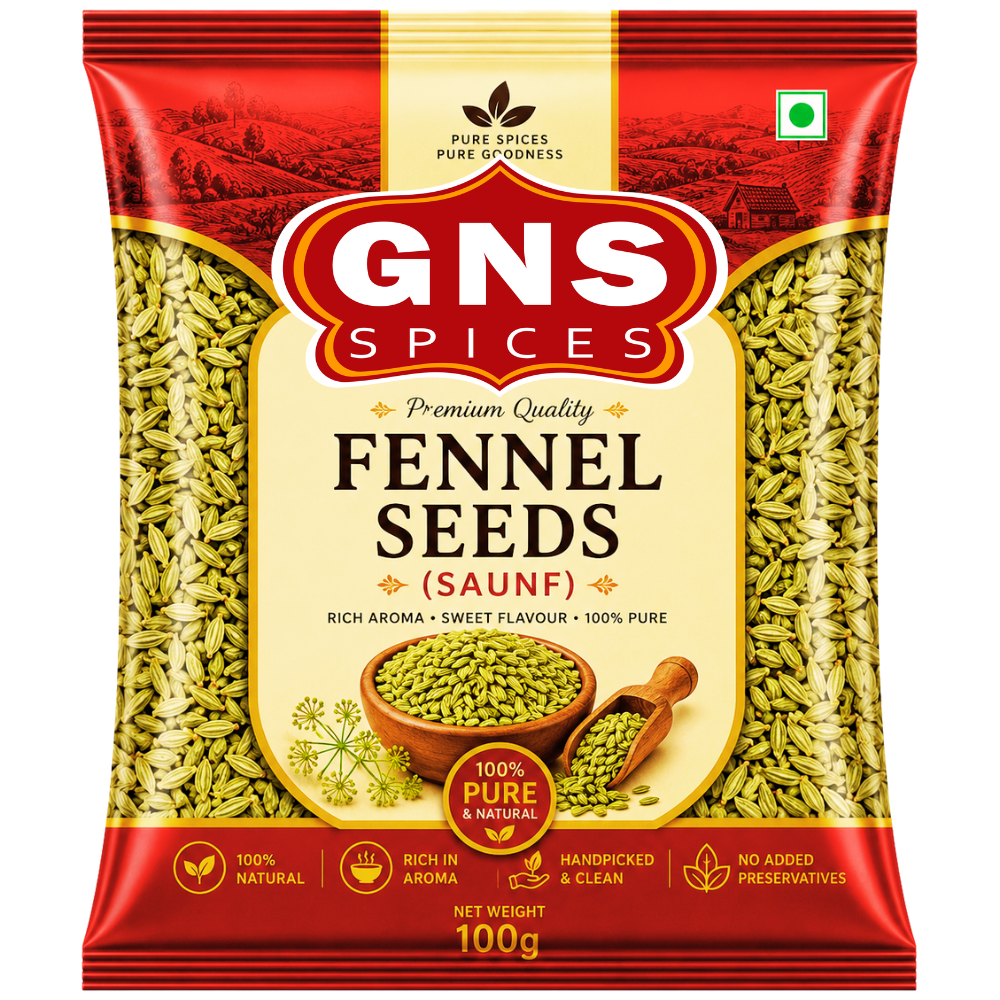 PURE SPICES
PURE GOODNESS
GNS
SPICES
Premium Quality
FENNEL
SEEDS
(SAUNF)
RICH AROMA • SWEET FLAVOUR • 100% PURE
100%
PURE
& NATURAL
100%
NATURAL
RICH IN
AROMA
HANDPICKED
& CLEAN
NO ADDED
PRESERVATIVES
NET WEIGHT
100g